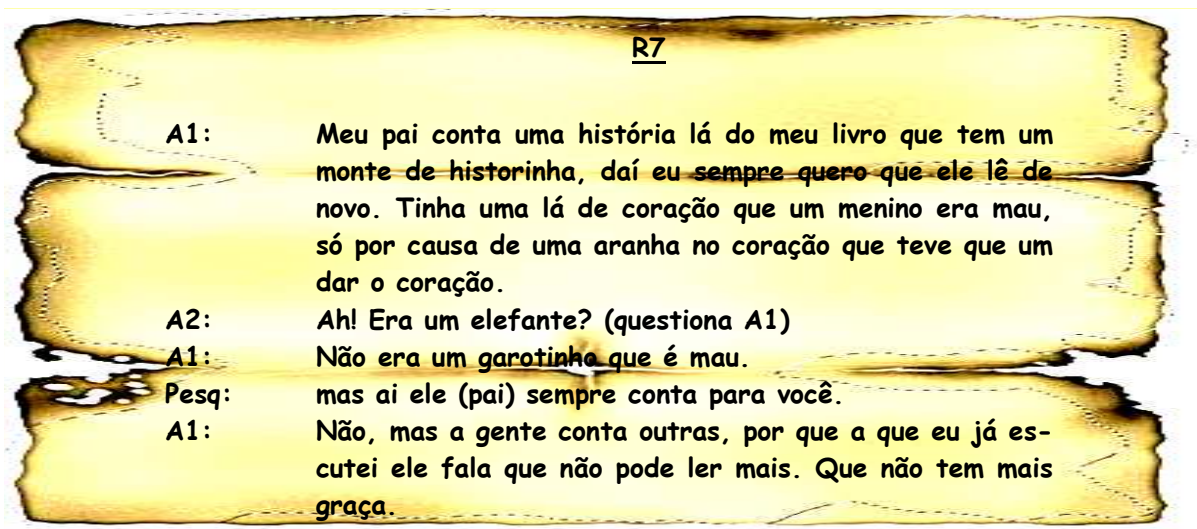 R7
A1: Meu pai conta uma história lá do meu livro que tem um
monte de historinha, daí eu sempre quero que ele lê de
novo. Tinha uma lá de coração que um menino era mau,
só por causa de uma aranha no coração que teve que um
dar o coração.
A2: Ah! Era um elefante? (questiona A1)
A1: Não era um garotinho que é mau.
Pesq: mas ai ele (pai) sempre conta para você.
A1: Não, mas a gente conta outras, por que a que eu já es-
cutei ele fala que não pode ler mais. Que não tem mais
graça.